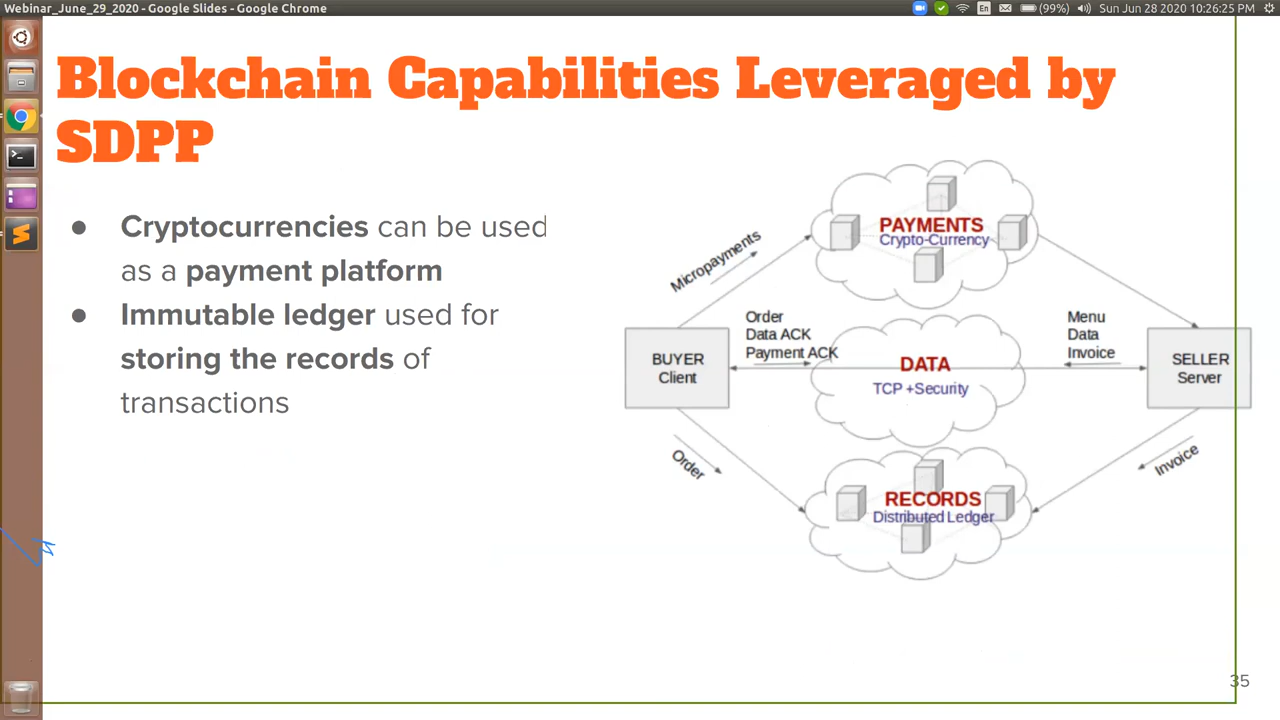 Webinar_June_29_2020 - Google Slides - Google Chrome
En
(99%)
Sun Jun 28 2020 10:26:25 PM
Blockchain Capabilities Leveraged by
SDPP
● Cryptocurrencies can be used
as a payment platform
● Immutable ledger used for
storing the records of
transactions
PAYMENTS
Crypto-Currency
Micropayments
Order
Data ACK
Payment ACK
Menu
Data
Invoice
BUYER
Client
DATA
TCP +Security
SELLER
Server
Order
Invoice
RECORDS
Distributed Ledger
35